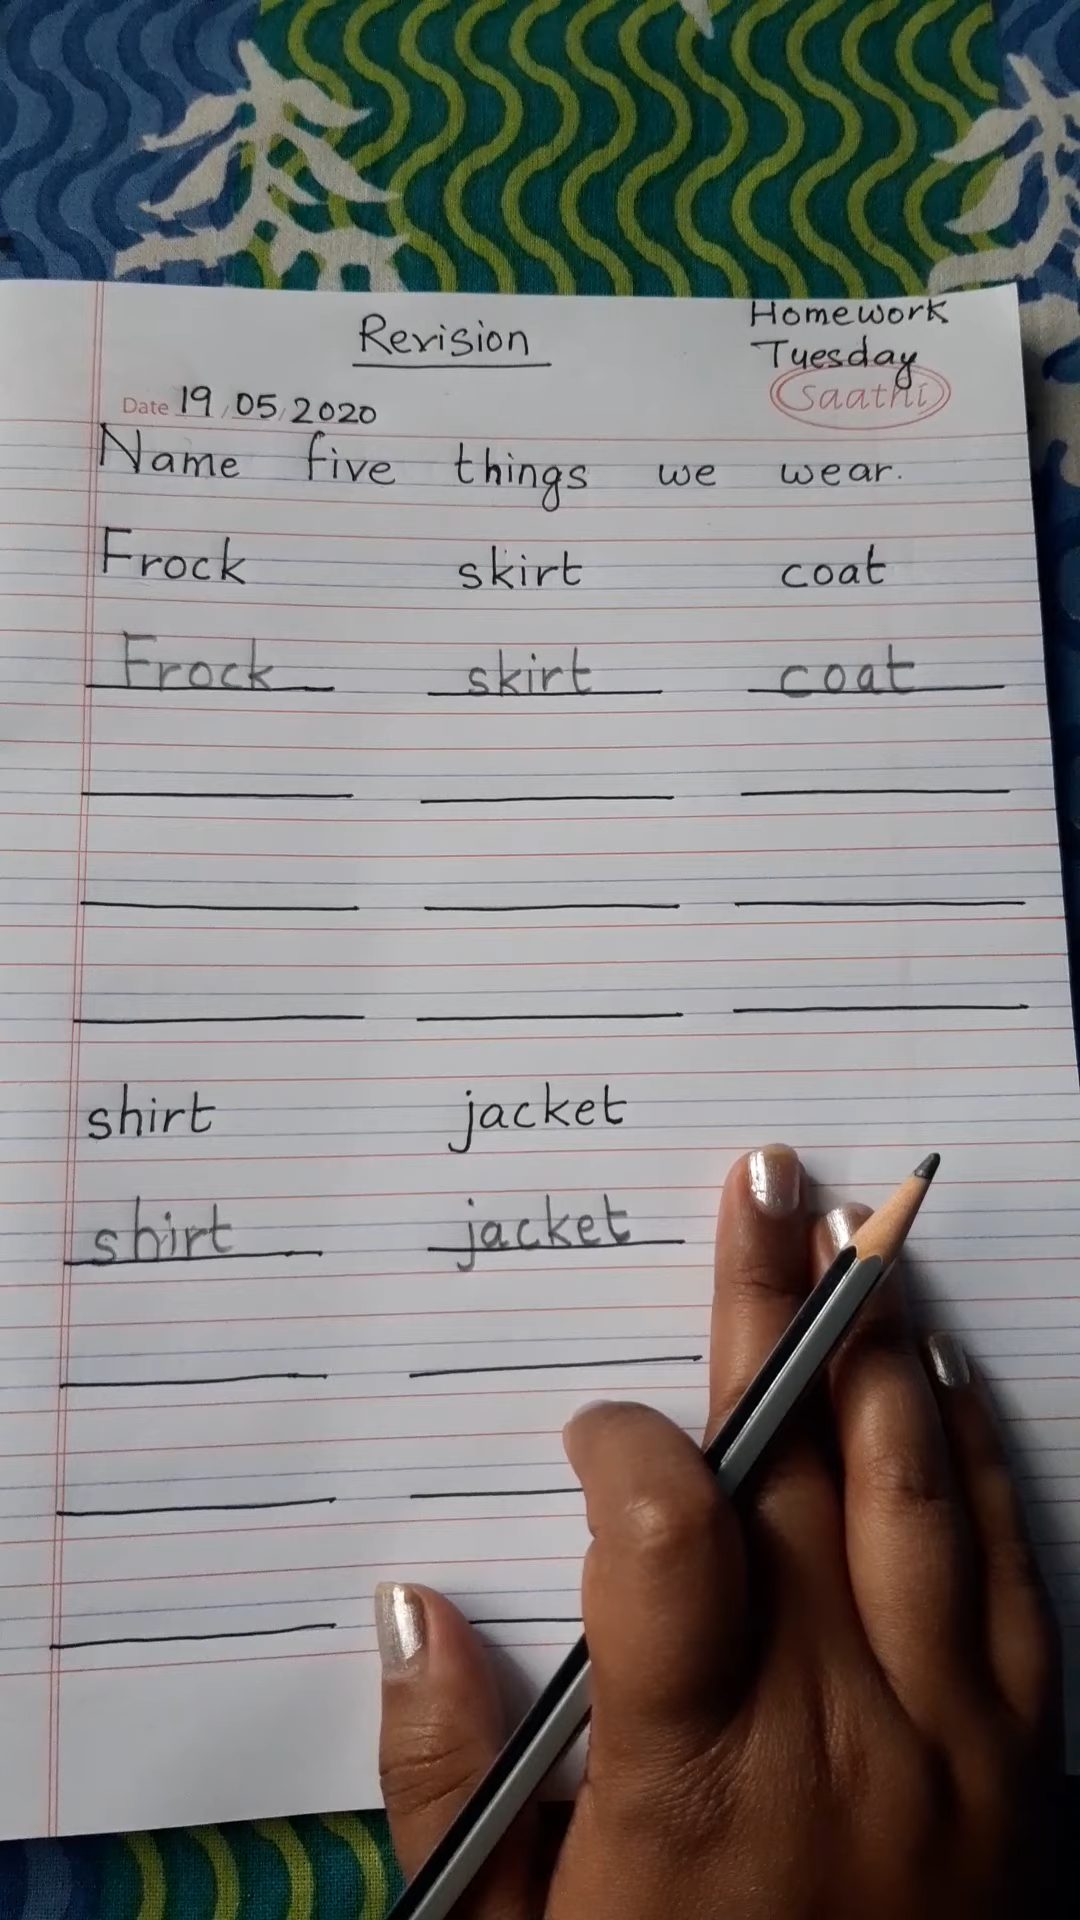 Revision
Homework
Tuesday
saathi
Date 19/05/2020
Name five things we wear.
Frock skirt coat
Frock skirt coat
shirt jacket
shirt jacket